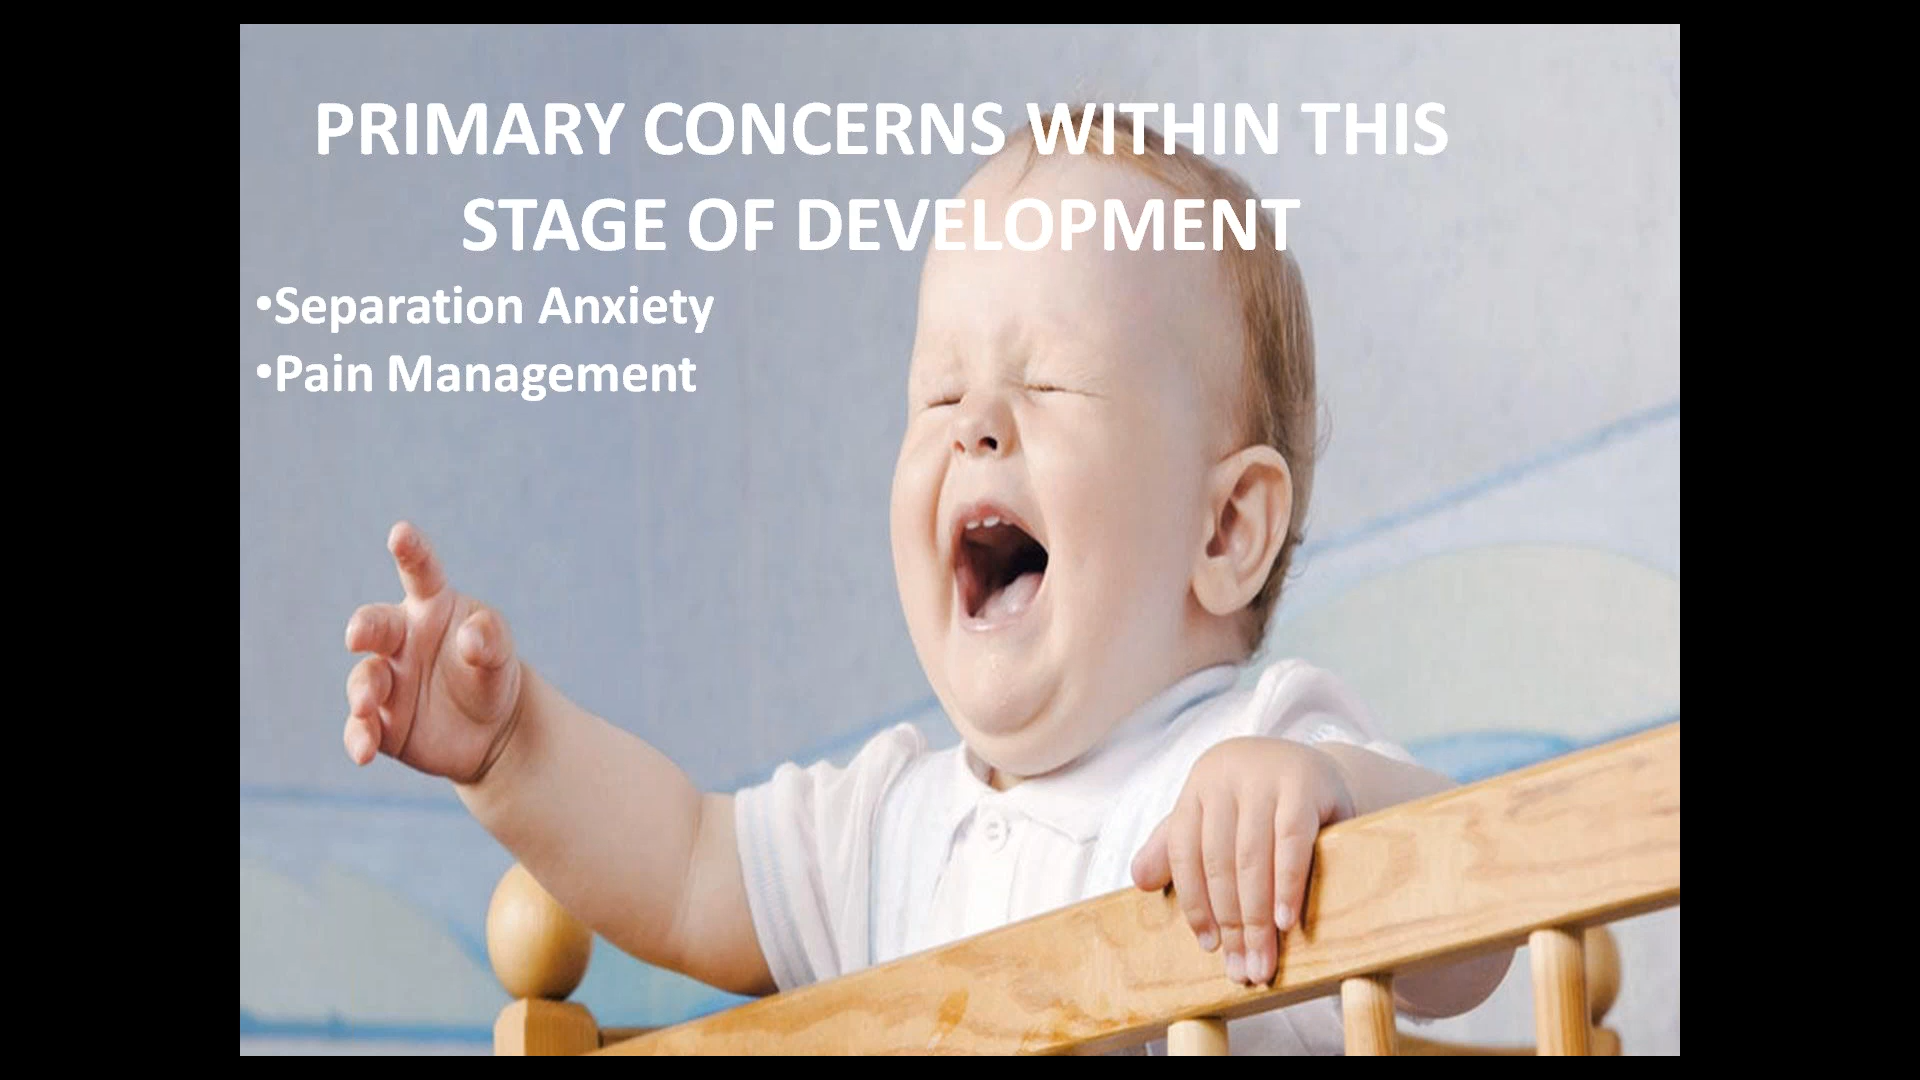 PRIMARY CONCERNS WITHIN THIS
STAGE OF DEVELOPMENT
•Separation Anxiety
•Pain Management